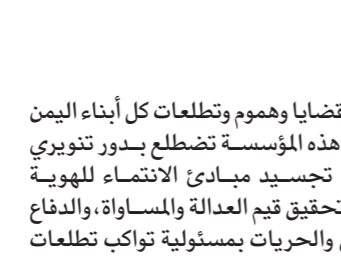 قضايا وهموم وتطلعات كل أبناء اليمن
هذه المؤسسة تضطلع بدور تنويري
تجسيد مبادئ الانتماء للهوية
تحقيق قيم العدالة والمساواة، والدفاع
والحريات بمسئولية تواكب تطلعات